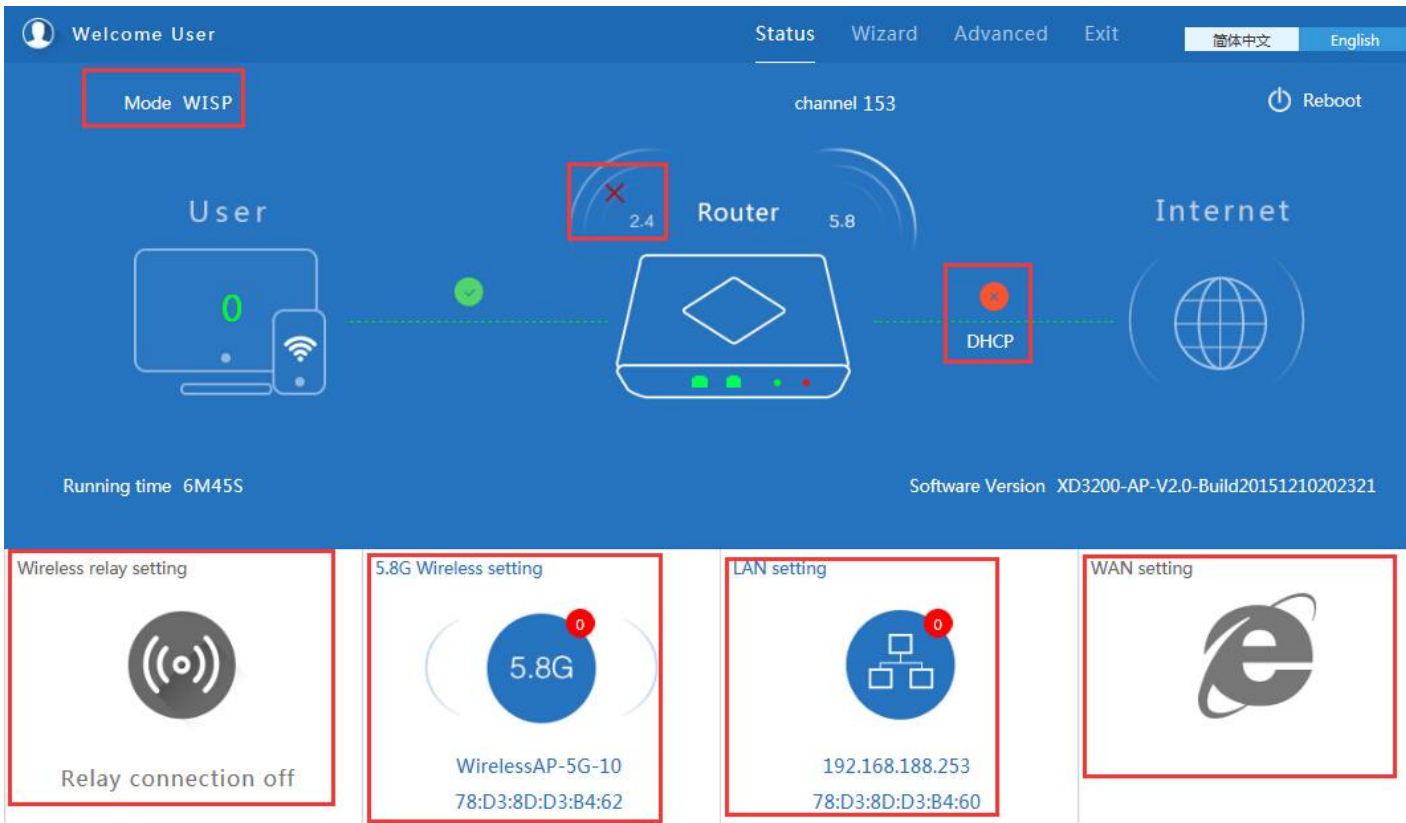 Welcome User
Status Wizard Advanced Exit
简体中文 English
Mode WISP
channel 153
Reboot
User
2.4
Router
5.8
Internet
0
DHCP
Running time 6M45S
Software Version XD3200-AP-V2.0-Build20151210202321
Wireless relay setting
Relay connection off
5.8G Wireless setting
0
5.8G
WirelessAP-5G-10
78:D3:8D:D3:B4:62
LAN setting
0
192.168.188.253
78:D3:8D:D3:B4:60
WAN setting